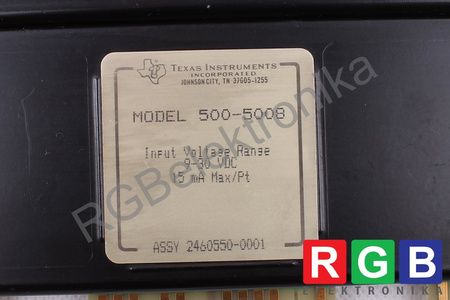 TEXAS INSTRUMENTS
INCORPORATED
JOHNSON CITY, TN 37605-1255
MODEL 500-5008
Input Voltage Range
9-30 VDC
15 mA Max/Pt
ASSY 2460550-0001
RGBelektronika
RGB
ELEKTRONIKA